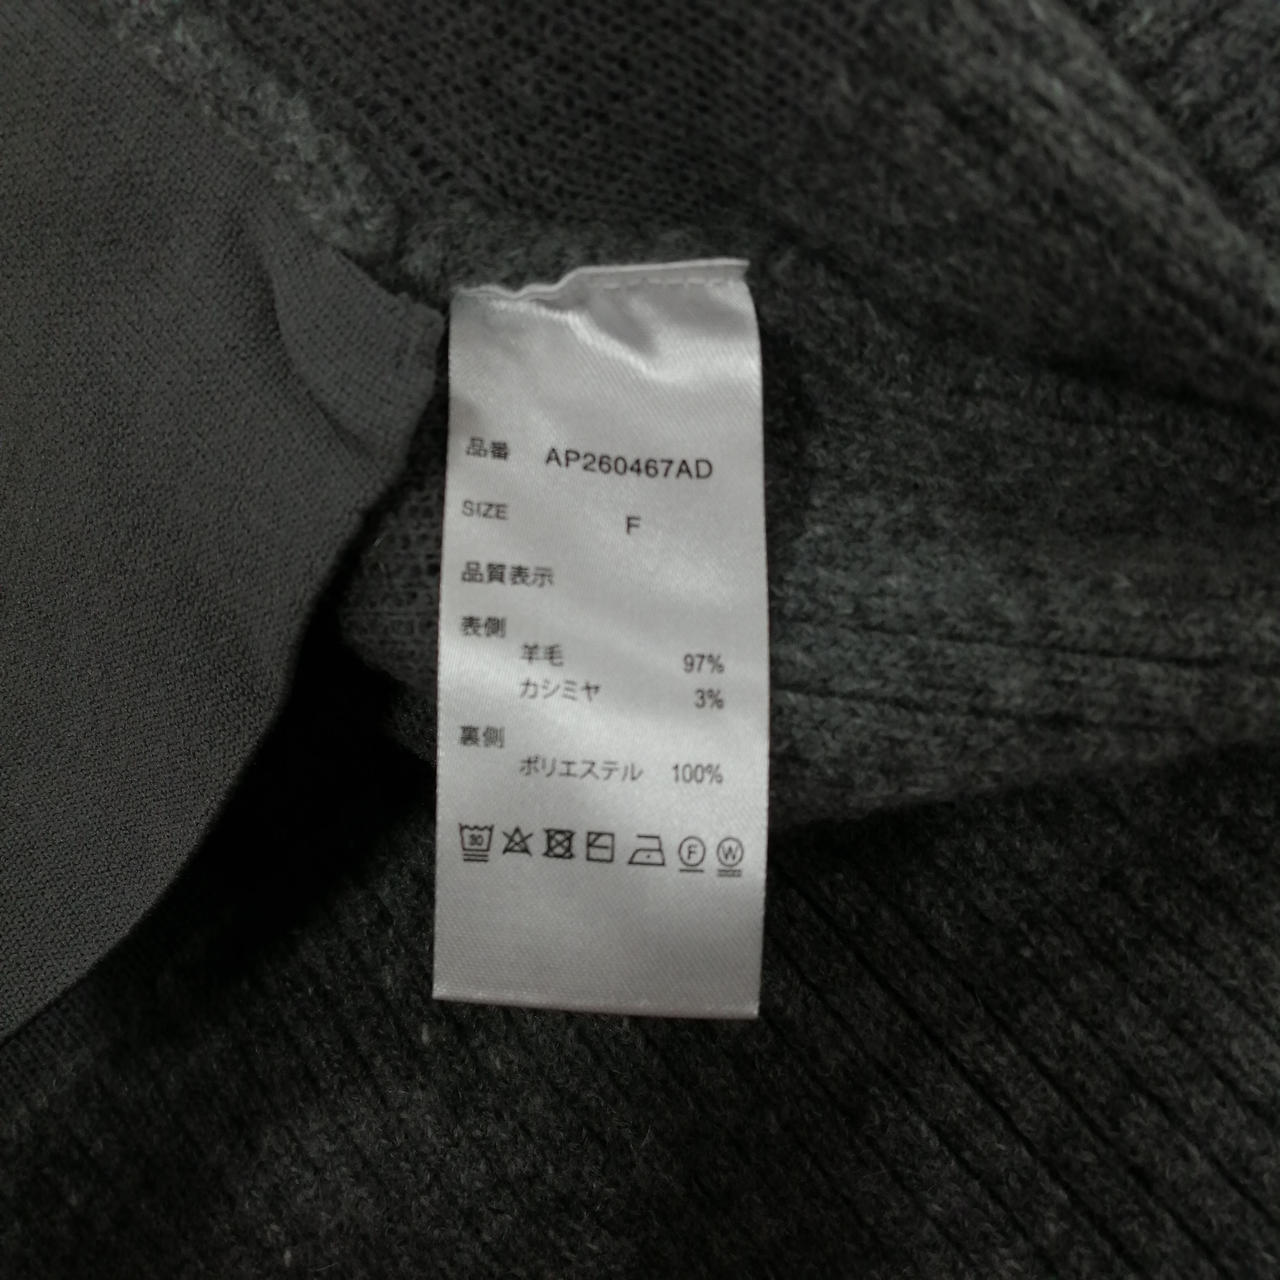 品番 AP260467AD
SIZE F
品質表示
表側
羊毛 97%
カシミヤ 3%
裏側
ポリエステル 100%
30 F W